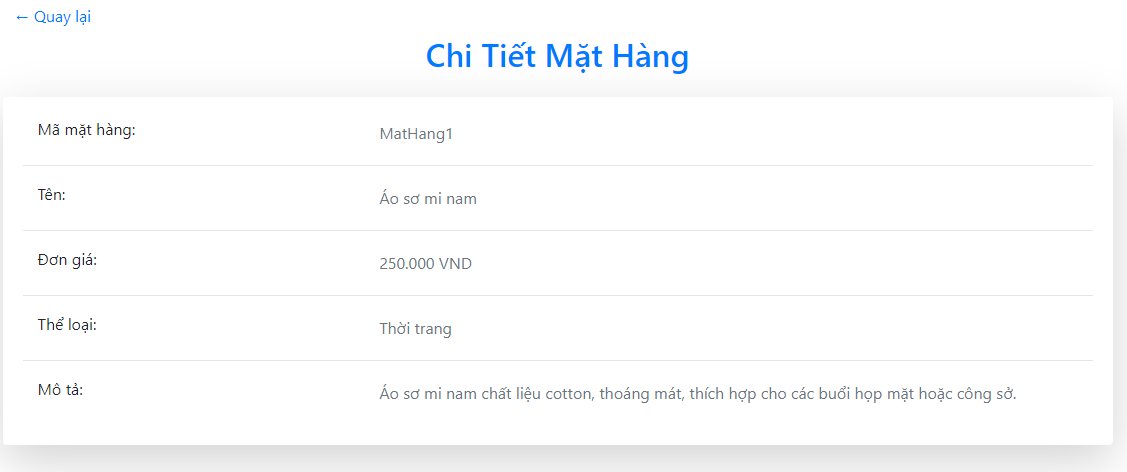 ← Quay lại
Chi Tiết Mặt Hàng
Mã mặt hàng: MatHang1
Tên: Áo sơ mi nam
Đơn giá: 250.000 VND
Thể loại: Thời trang
Mô tả: Áo sơ mi nam chất liệu cotton, thoáng mát, thích hợp cho các buổi họp mặt hoặc công sở.